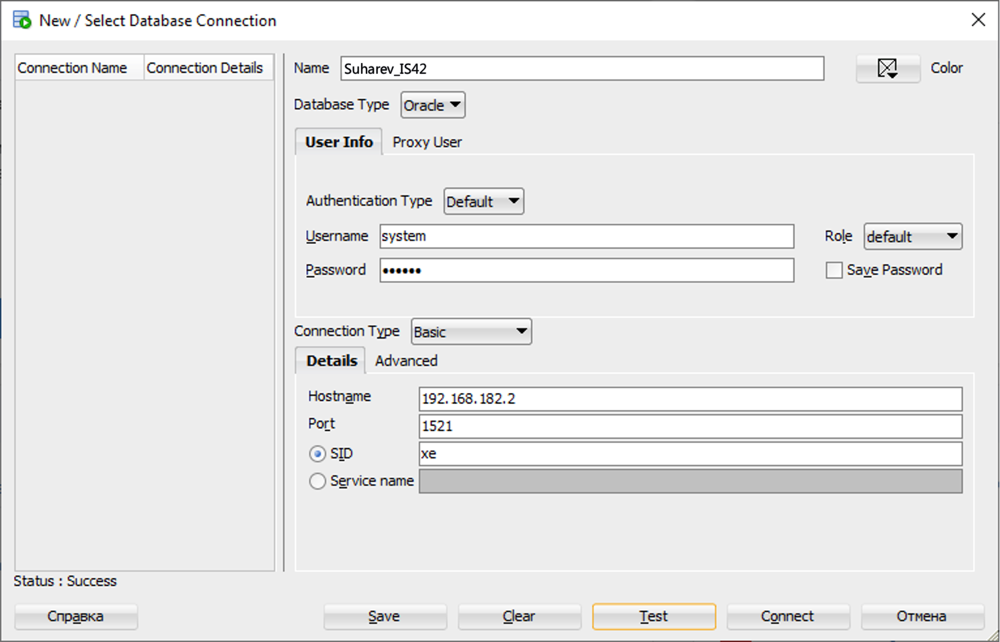 New / Select Database Connection
Connection Name Connection Details
Name Suharev_IS42 Color
Database Type Oracle
User Info Proxy User
Authentication Type Default
Username system Role default
Password •••••• Save Password
Connection Type Basic
Details Advanced
Hostname 192.168.182.2
Port 1521
SID xe
Service name
Status : Success
Справка Save Clear Test Connect Отмена